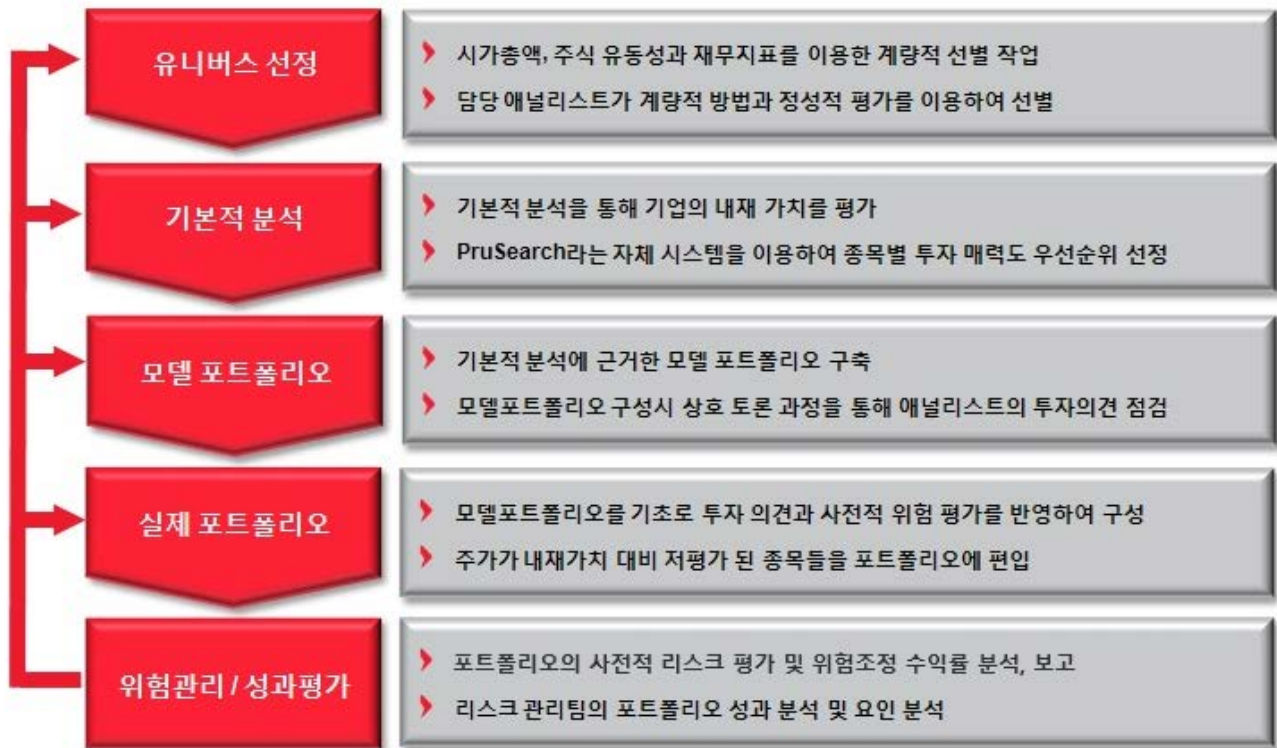 유니버스 선정
시가총액, 주식 유동성과 재무지표를 이용한 계량적 선별 작업
담당 애널리스트가 계량적 방법과 정성적 평가를 이용하여 선별
기본적 분석
기본적 분석을 통해 기업의 내재 가치를 평가
PruSearch라는 자체 시스템을 이용하여 종목별 투자 매력도 우선순위 선정
모델 포트폴리오
기본적 분석에 근거한 모델 포트폴리오 구축
모델포트폴리오 구성시 상호 토론 과정을 통해 애널리스트의 투자의견 점검
실제 포트폴리오
모델포트폴리오를 기초로 투자 의견과 사전적 위험 평가를 반영하여 구성
주가가 내재가치 대비 저평가 된 종목들을 포트폴리오에 편입
위험관리 / 성과평가
포트폴리오의 사전적 리스크 평가 및 위험조정 수익률 분석, 보고
리스크 관리팀의 포트폴리오 성과 분석 및 요인 분석